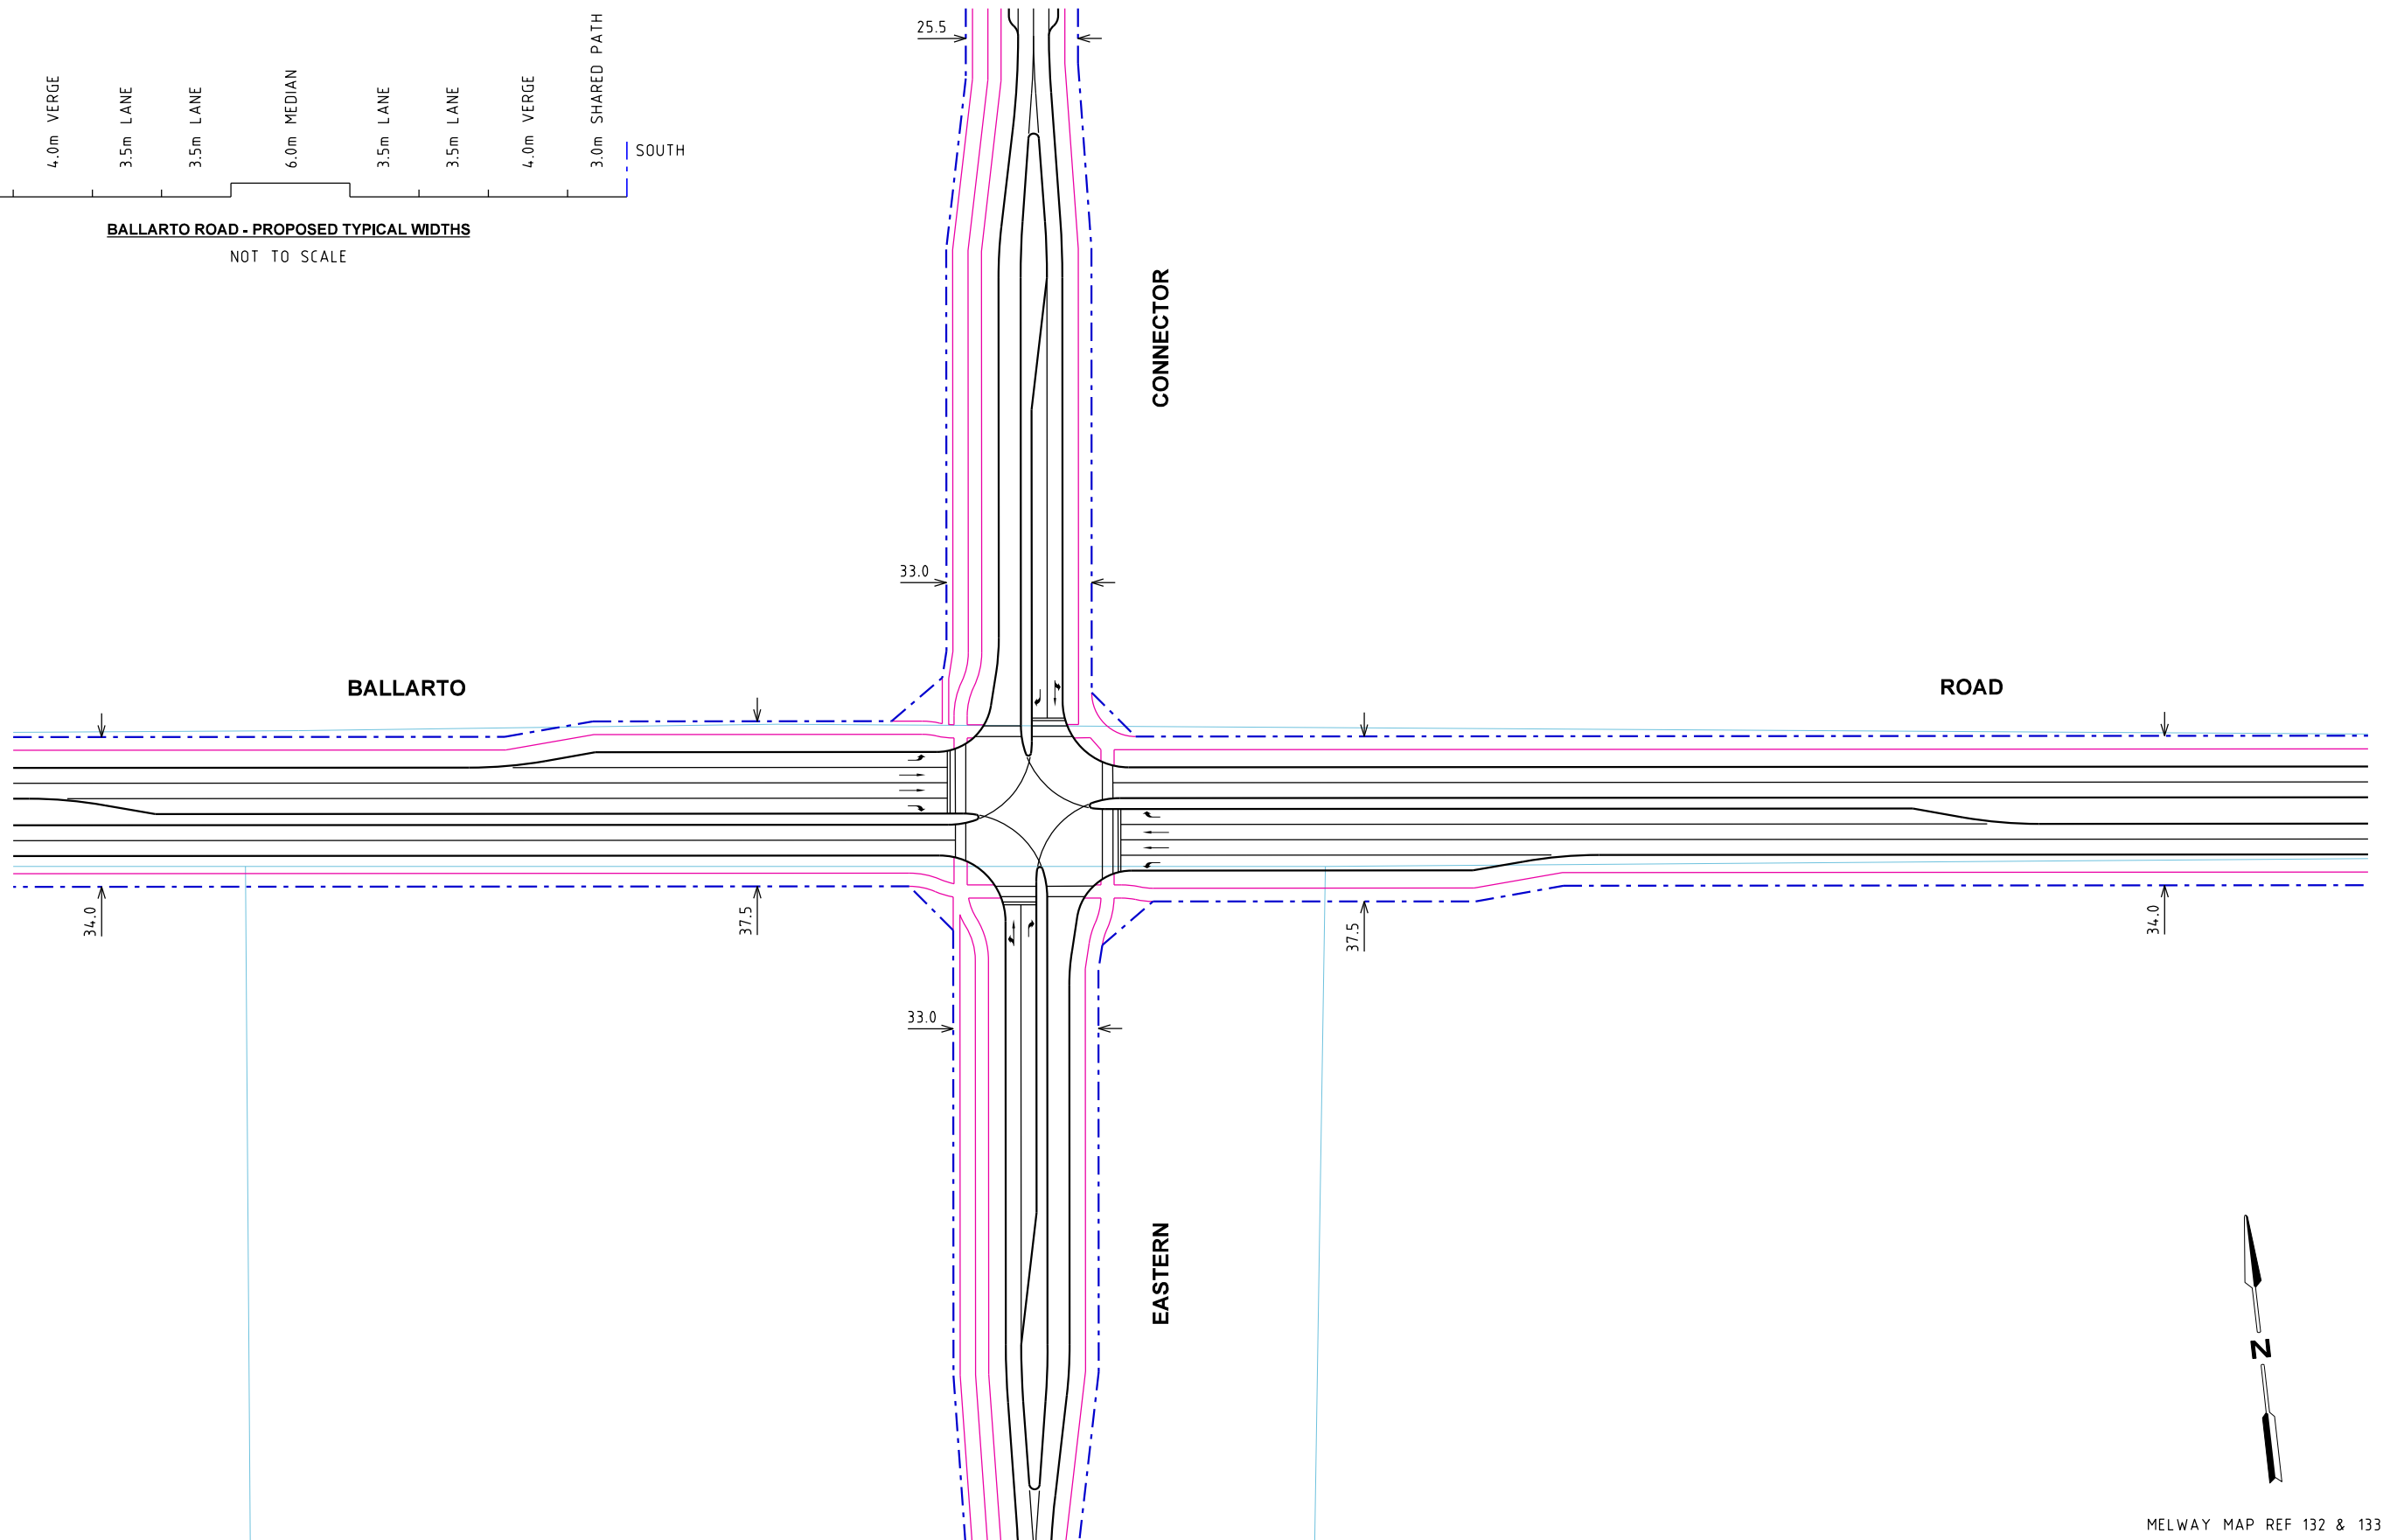 4.0m VERGE
3.5m LANE
3.5m LANE
6.0m MEDIAN
3.5m LANE
3.5m LANE
4.0m VERGE
3.0m SHARED PATH
SOUTH
BALLARTO ROAD - PROPOSED TYPICAL WIDTHS
NOT TO SCALE
25.5
CONNECTOR
33.0
BALLARTO
ROAD
34.0
37.5
37.5
34.0
33.0
EASTERN
N
MELWAY MAP REF 132 & 133